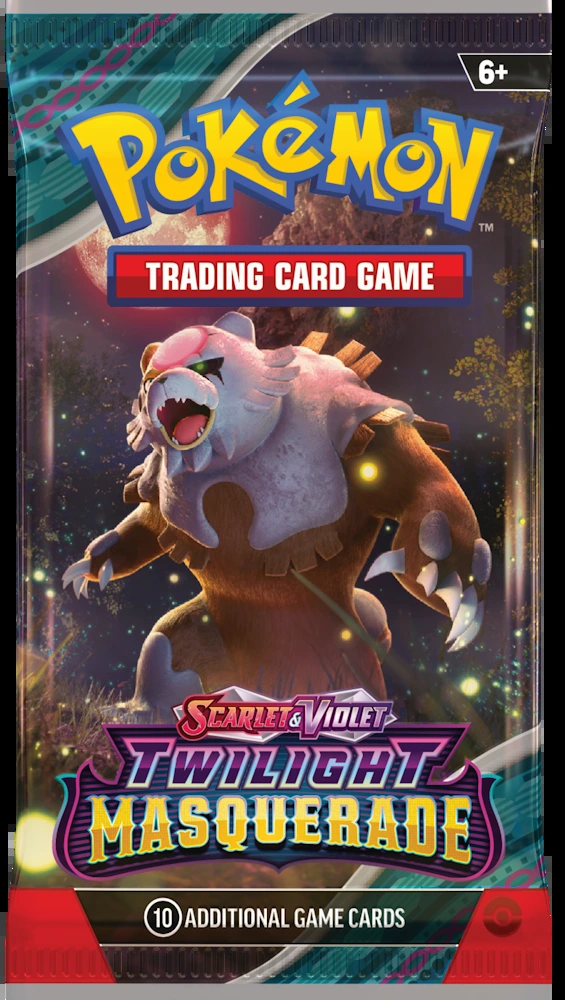 6+
POKéMON
™
TRADING CARD GAME
SCARLET & VIOLET
TWILIGHT
MASQUERADE
10 ADDITIONAL GAME CARDS